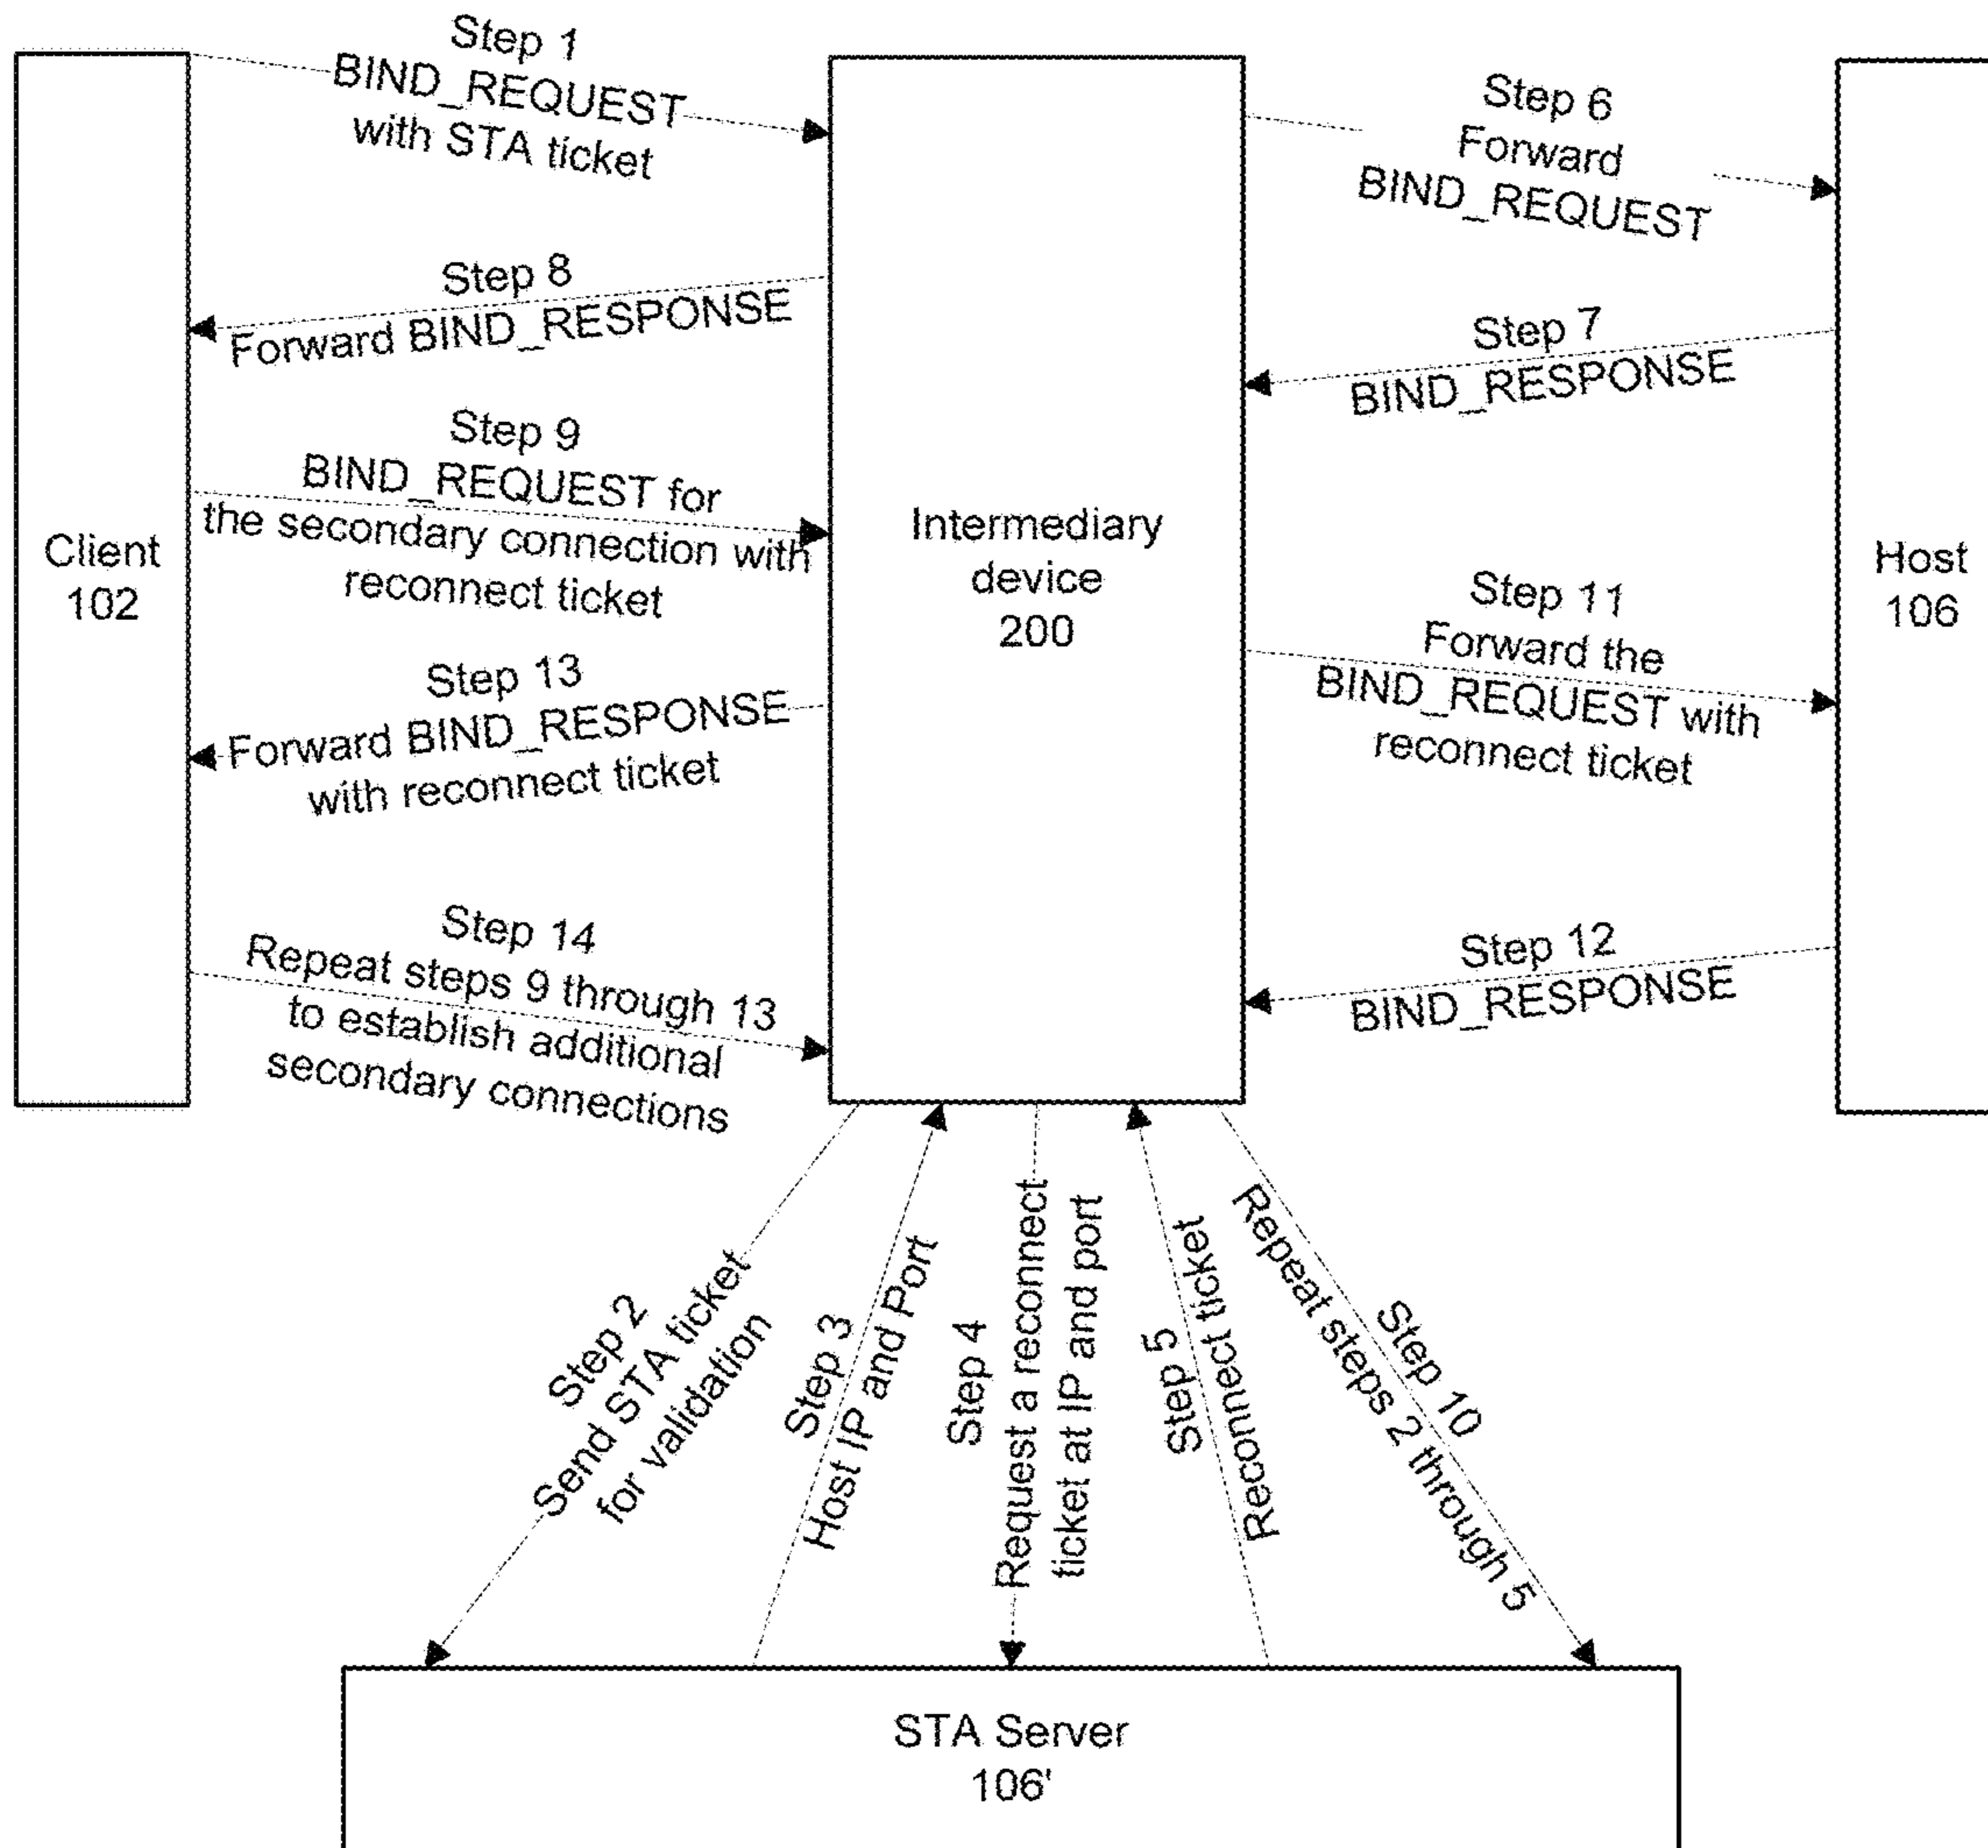 Step 1
BIND_REQUEST
with STA ticket
Step 6
Forward
BIND_REQUEST
Step 8
Forward BIND_RESPONSE
Step 7
BIND_RESPONSE
Step 9
BIND_REQUEST for
the secondary connection with
reconnect ticket
Client
102
Intermediary
device
200
Host
106
Step 11
Forward the
BIND_REQUEST with
reconnect ticket
Step 13
Forward BIND_RESPONSE
with reconnect ticket
Step 14
Repeat steps 9 through 13
to establish additional
secondary connections
Step 12
BIND_RESPONSE
Step 2
Send STA ticket
for validation
Step 3
Host IP and Port
Step 4
Request a reconnect
ticket at IP and port
Step 5
Reconnect ticket
Step 10
Repeat steps 2 through 5
STA Server
106'